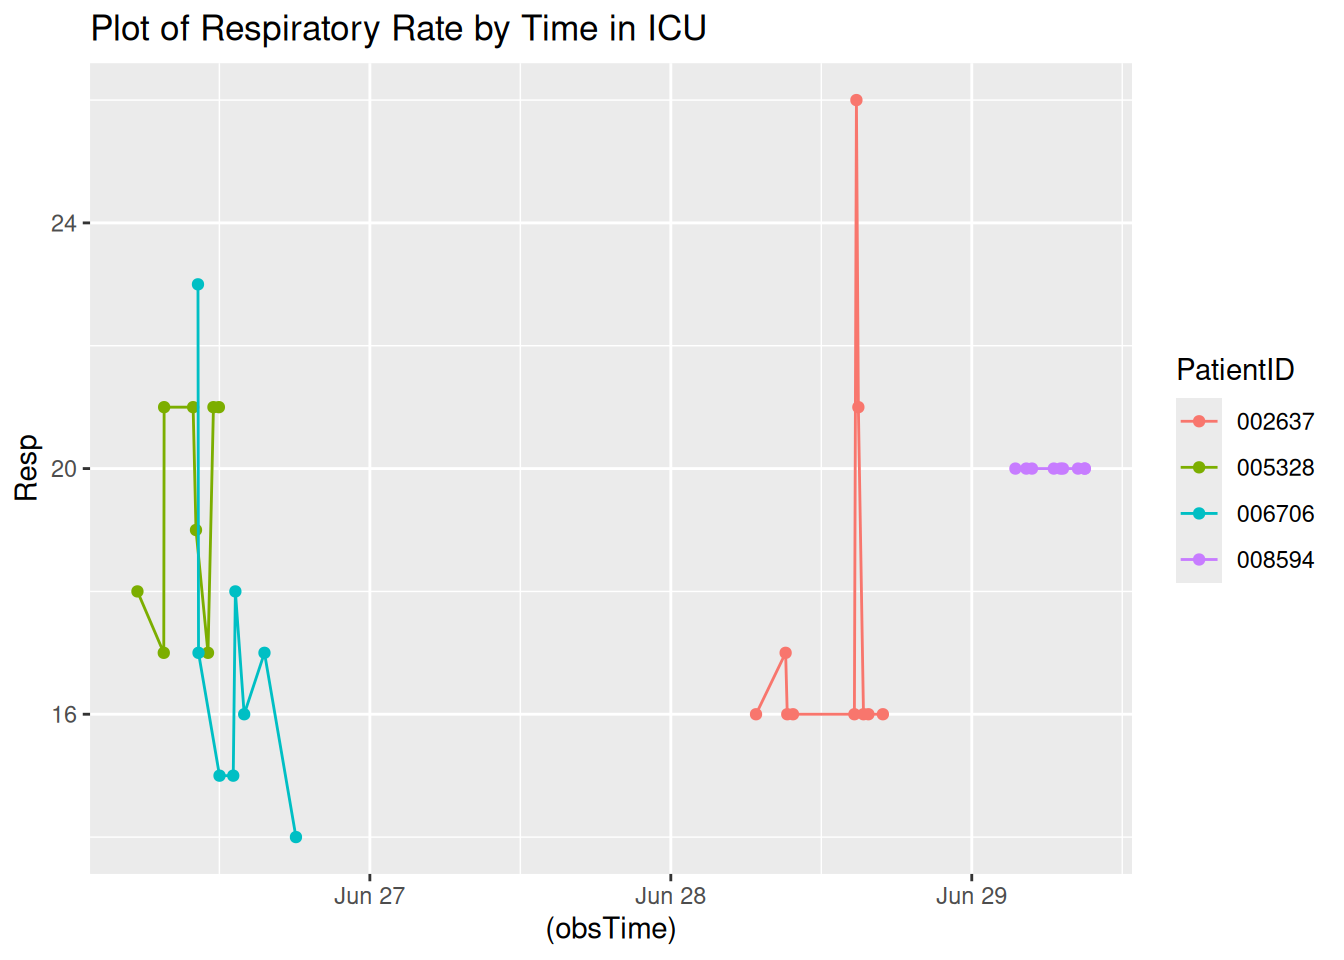 Plot of Respiratory Rate by Time in ICU
24
20
16
Resp
Jun 27
Jun 28
Jun 29
(obsTime)
PatientID
002637
005328
006706
008594